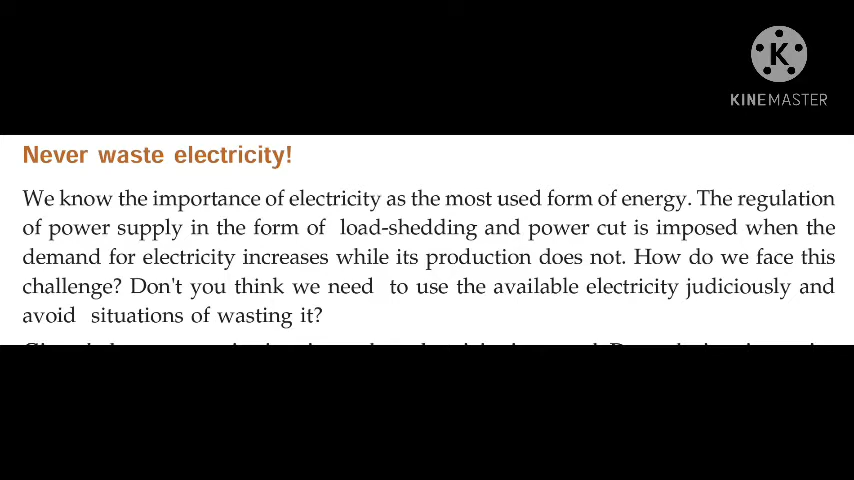 K
KINEMASTER
Never waste electricity!
We know the importance of electricity as the most used form of energy. The regulation
of power supply in the form of load-shedding and power cut is imposed when the
demand for electricity increases while its production does not. How do we face this
challenge? Don't you think we need to use the available electricity judiciously and
avoid situations of wasting it?